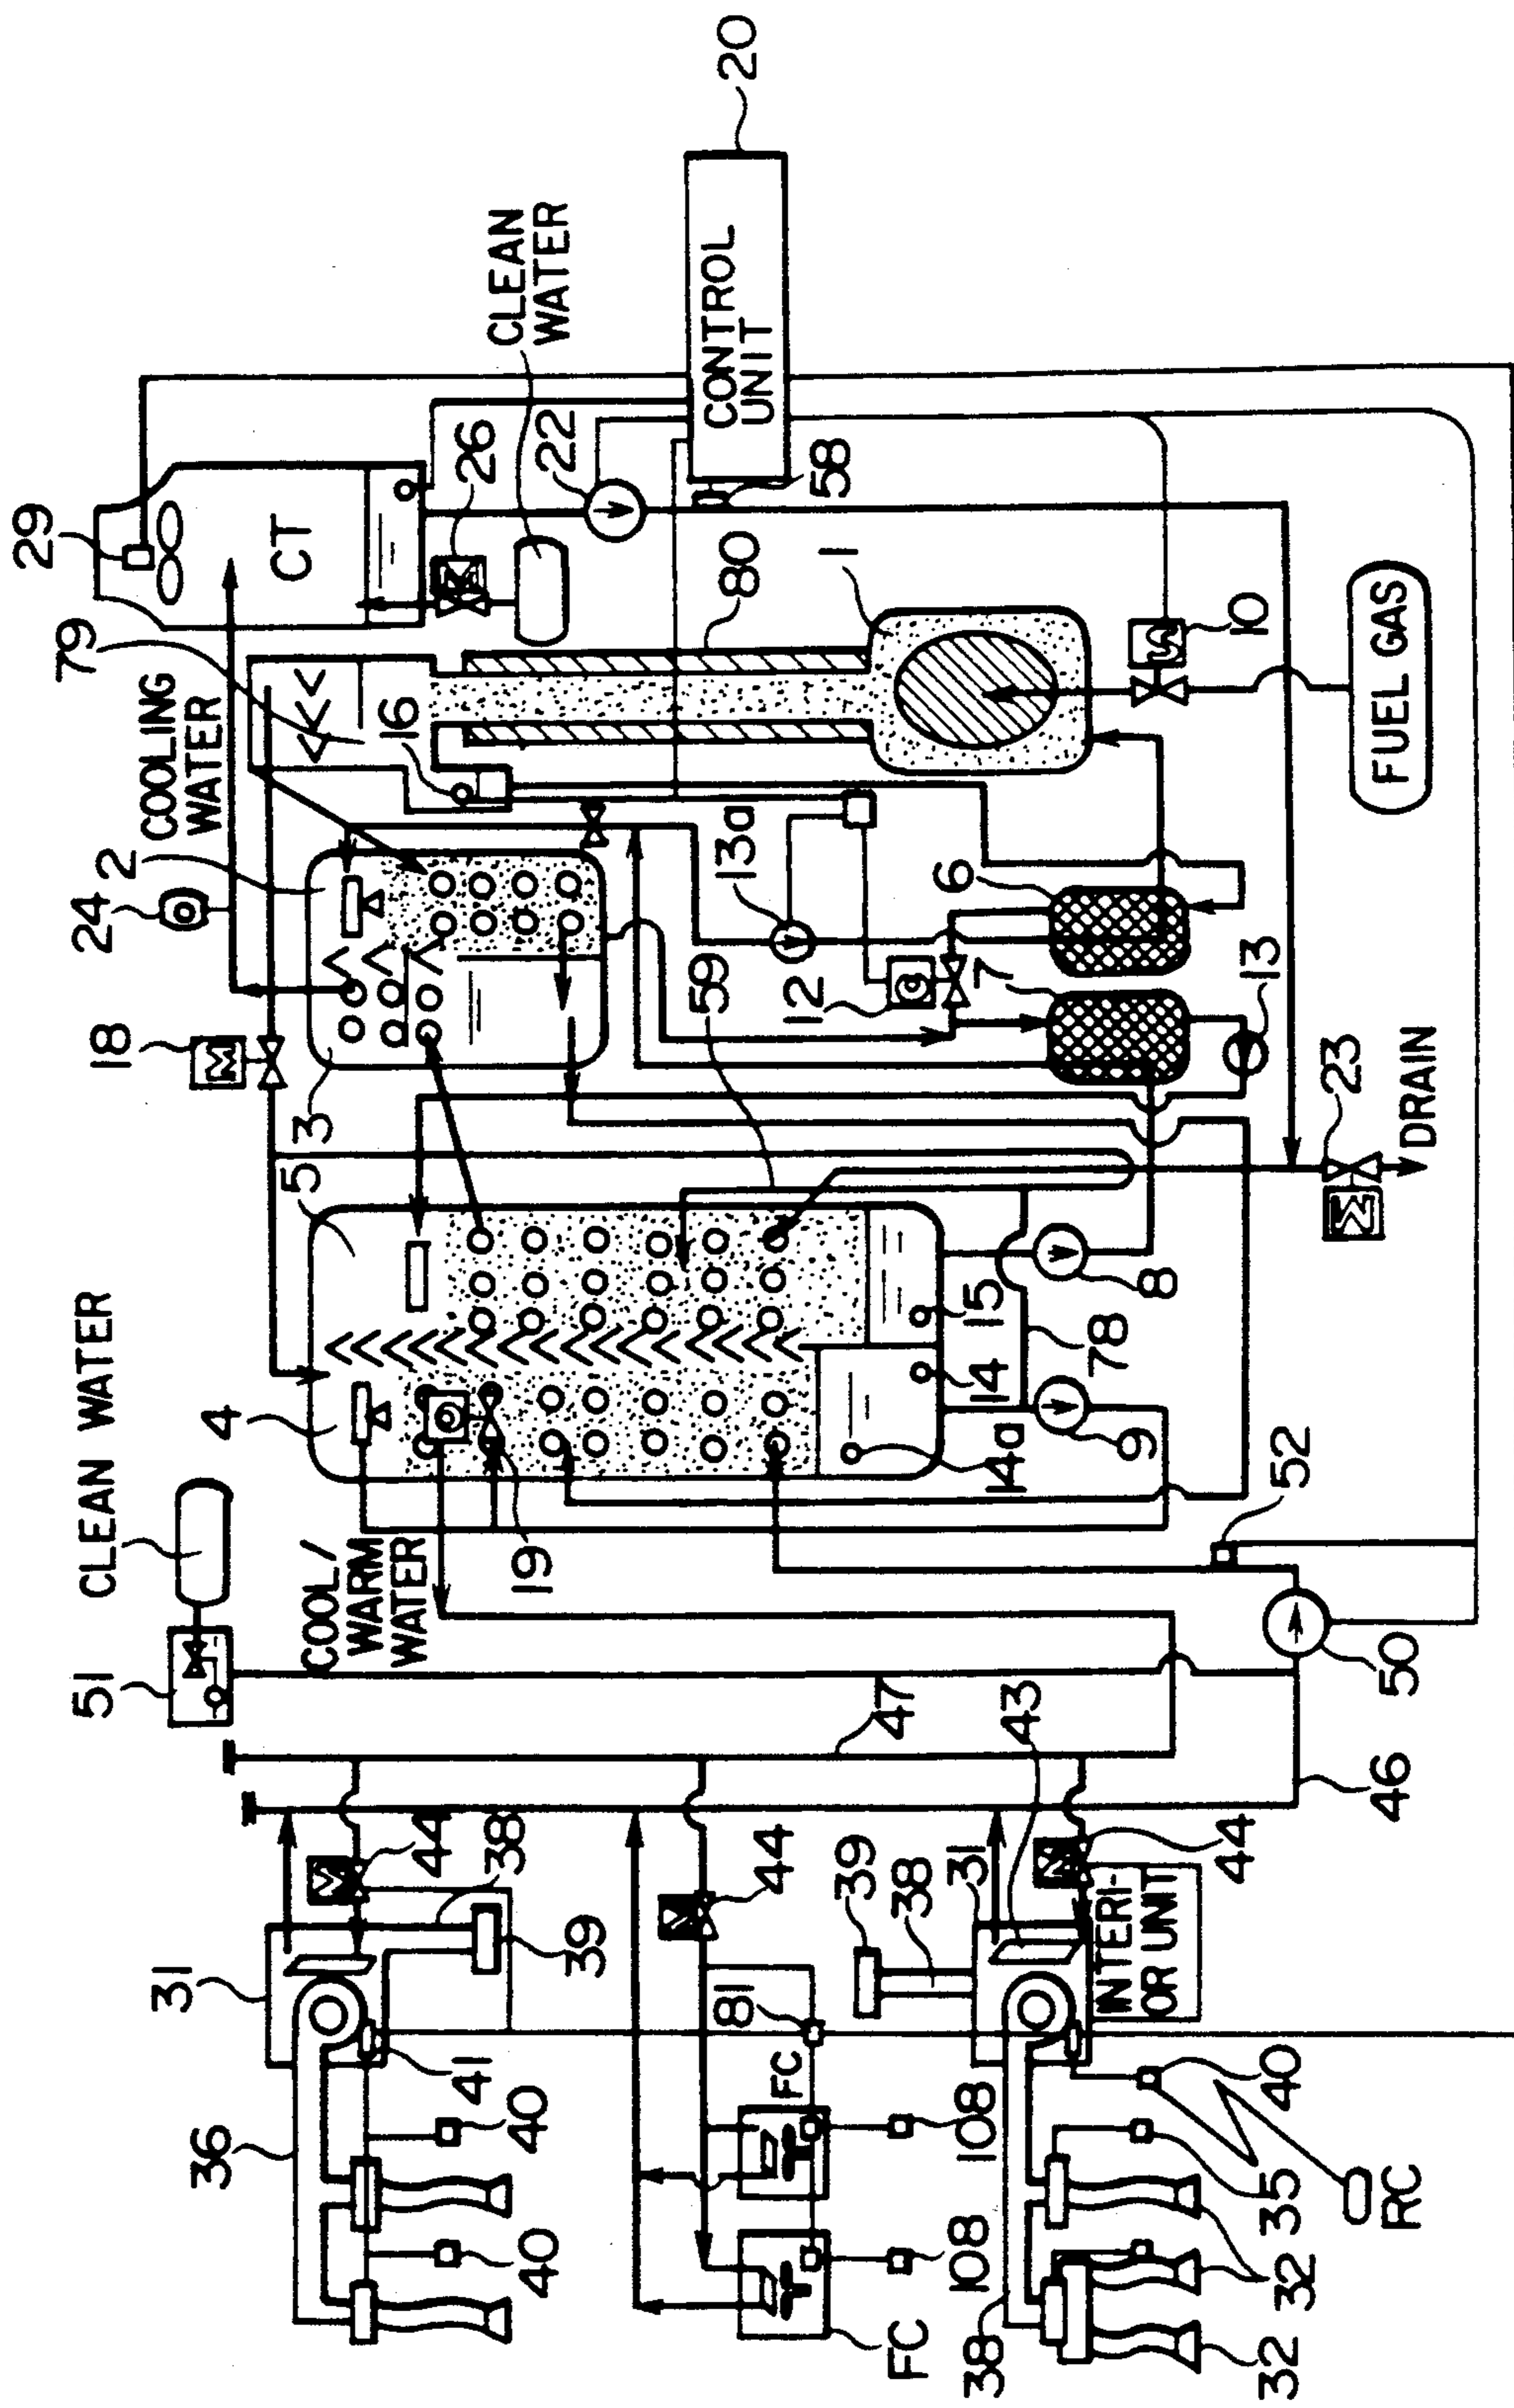 29
79
51
CLEAN WATER
18
24
2
COOLING
WATER
31
36
4
5
3
CT
26
COOL/
WARM
WATER
44
38
41
40
40
39
19
CLEAN
WATER
22
16
59
13a
80
1
CONTROL
UNIT
20
58
44
81
FC
FC
108
108
39
38
31
47
43
14a
14
15
78
12
7
6
9
8
38
INTERI-
OR UNIT
44
40
35
32
32
RC
46
50
52
13
10
23
DRAIN
FUEL GAS